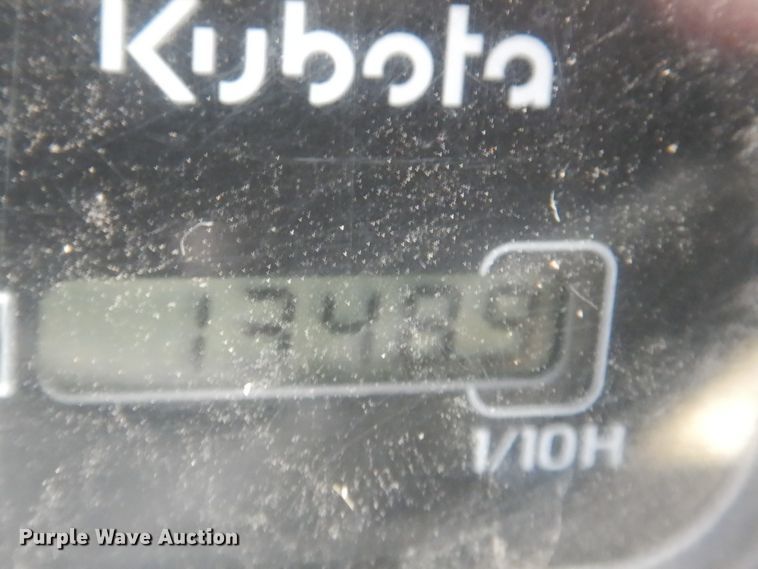 Kubota
13489
1/10H
Purple Wave Auction